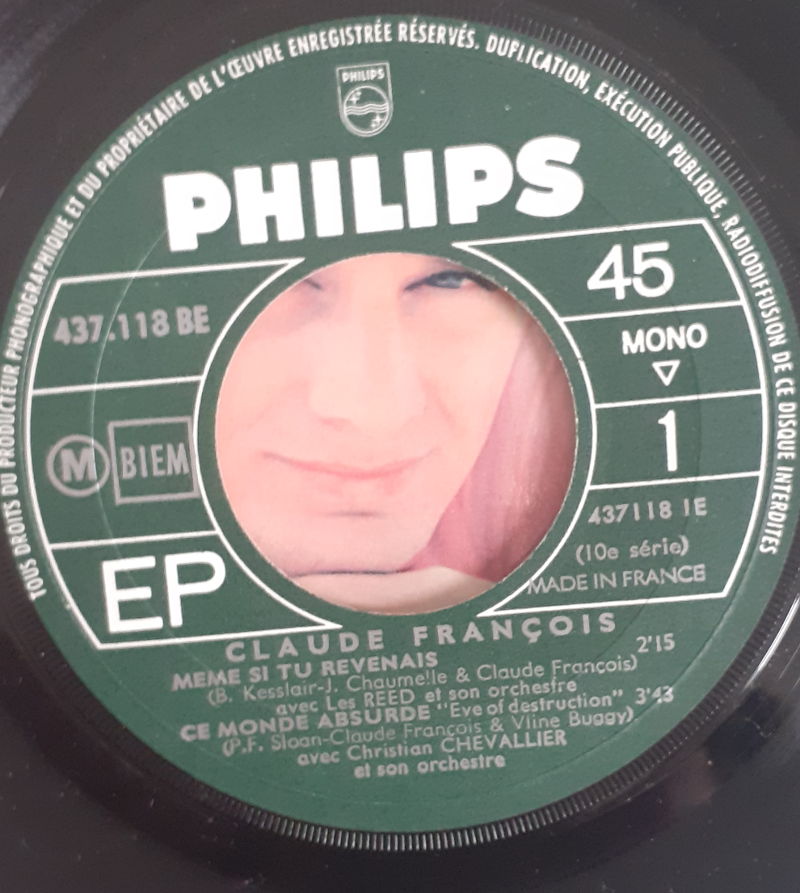 TOUS DROITS DU PRODUCTEUR PHONOGRAPHIQUE ET DU PROPRIÉTAIRE DE L'ŒUVRE ENREGISTRÉE RÉSERVÉS. DUPLICATION, EXÉCUTION PUBLIQUE, RADIODIFFUSION DE CE DISQUE INTERDITES
PHILIPS
PHILIPS
437.118 BE
M BIEM
EP
45
MONO
1
437118 1E
(10e série)
MADE IN FRANCE
CLAUDE FRANÇOIS
MEME SI TU REVENAIS 2'15
(B. Kesslair-J. Chaumelle & Claude François)
avec Les REED et son orchestre
CE MONDE ABSURDE "Eve of destruction" 3'43
(P.F. Sloan-Claude François & Vline Buggy)
avec Christian CHEVALLIER
et son orchestre